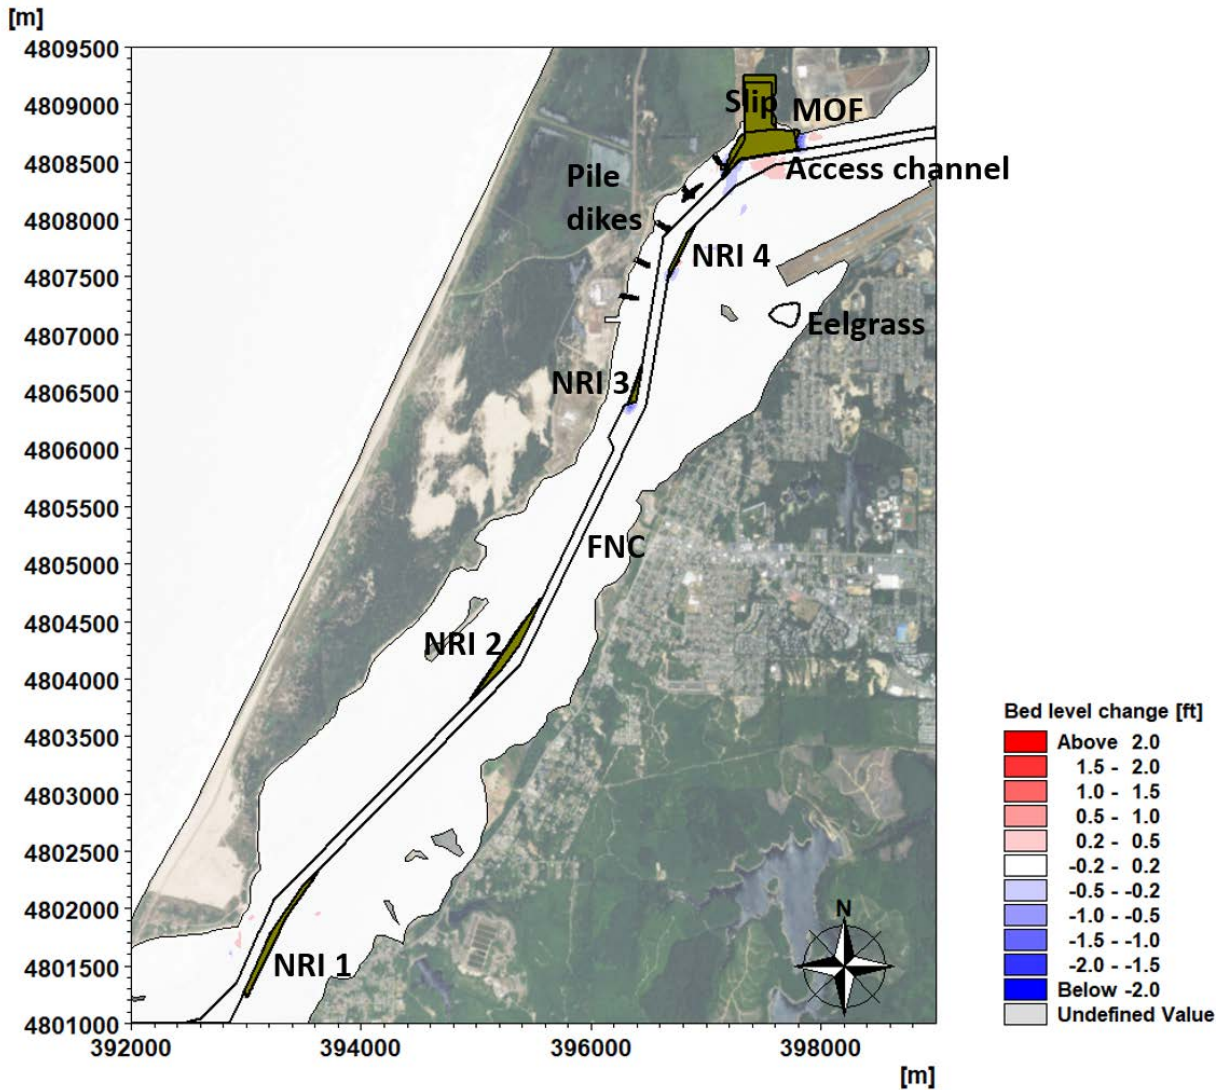 [m]
4809500
4809000
4808500
4808000
4807500
4807000
4806500
4806000
4805500
4805000
4804500
4804000
4803500
4803000
4802500
4802000
4801500
4801000
392000 394000 396000 398000
[m]
Slip MOF
Access channel
Pile
dikes
NRI 4
Eelgrass
NRI 3
FNC
NRI 2
NRI 1
N
Bed level change [ft]
Above 2.0
1.5 - 2.0
1.0 - 1.5
0.5 - 1.0
0.2 - 0.5
-0.2 - 0.2
-0.5 - -0.2
-1.0 - -0.5
-1.5 - -1.0
-2.0 - -1.5
Below -2.0
Undefined Value